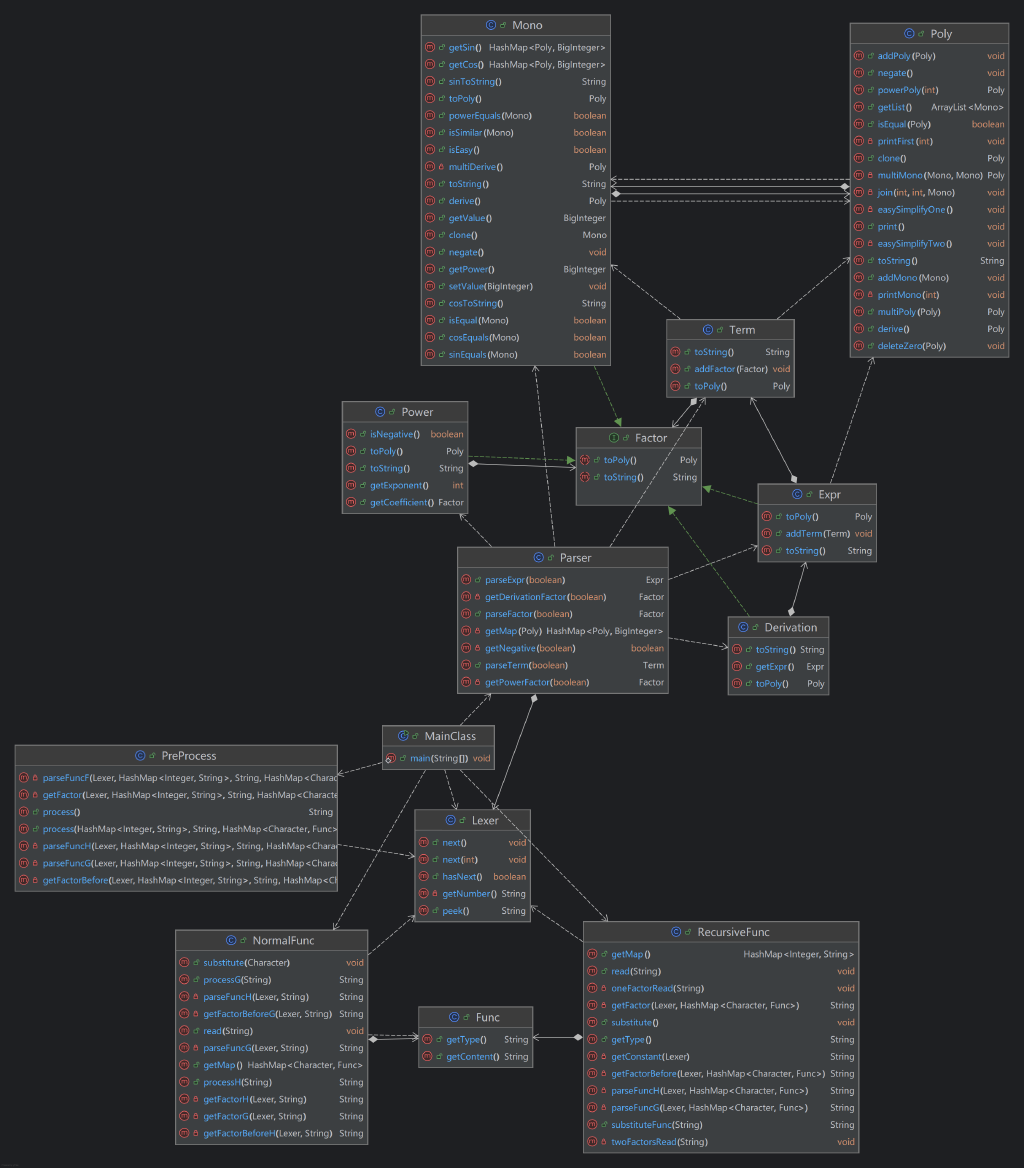 Mono
getSin() HashMap<Poly, BigInteger>
getCos() HashMap<Poly, BigInteger>
sinToString() String
toPoly() Poly
powerEquals(Mono) boolean
isSimilar(Mono) boolean
isEasy() boolean
multiDerive() Poly
toString() String
derive() Poly
getValue() BigInteger
clone() Mono
negate() void
getPower() BigInteger
setValue(BigInteger) void
cosToString() String
isEqual(Mono) boolean
cosEquals(Mono) boolean
sinEquals(Mono) boolean
Poly
addPoly(Poly) void
negate() void
powerPoly(int) Poly
getList() ArrayList<Mono>
isEqual(Poly) boolean
printFirst(int) void
clone() Poly
multiMono(Mono, Mono) Poly
join(int, int, Mono) void
easySimplifyOne() void
print() void
easySimplifyTwo() void
toString() String
addMono(Mono) void
printMono(int) void
multiPoly(Poly) Poly
derive() Poly
deleteZero(Poly) void
Term
toString() String
addFactor(Factor) void
toPoly() Poly
Power
isNegative() boolean
toPoly() Poly
toString() String
getExponent() int
getCoefficient() Factor
Factor
toPoly() Poly
toString() String
Expr
toPoly() Poly
addTerm(Term) void
toString() String
Parser
parseExpr(boolean) Expr
getDerivationFactor(boolean) Factor
parseFactor(boolean) Factor
getMap(Poly) HashMap<Poly, BigInteger>
getNegative(boolean) boolean
parseTerm(boolean) Term
getPowerFactor(boolean) Factor
Derivation
toString() String
getExpr() Expr
toPoly() Poly
MainClass
main(String[]) void
PreProcess
parseFuncF(Lexer, HashMap<Integer, String>, String, HashMap<Charac
getFactor(Lexer, HashMap<Integer, String>, String, HashMap<Characte
process() String
process(HashMap<Integer, String>, String, HashMap<Character, Func>
parseFuncH(Lexer, HashMap<Integer, String>, String, HashMap<Chara
parseFuncG(Lexer, HashMap<Integer, String>, String, HashMap<Chara
getFactorBefore(Lexer, HashMap<Integer, String>, String, HashMap<Ch
Lexer
next() void
next(int) void
hasNext() boolean
getNumber() String
peek() String
NormalFunc
substitute(Character) void
processG(String) String
parseFuncH(Lexer, String) String
getFactorBeforeG(Lexer, String) String
read(String) void
parseFuncG(Lexer, String) String
getMap() HashMap<Character, Func>
processH(String) String
getFactorH(Lexer, String) String
getFactorG(Lexer, String) String
getFactorBeforeH(Lexer, String) String
Func
getType() String
getContent() String
RecursiveFunc
getMap() HashMap<Integer, String>
read(String) void
oneFactorRead(String) void
getFactor(Lexer, HashMap<Character, Func>) String
substitute() void
getType() String
getConstant(Lexer) String
getFactorBefore(Lexer, HashMap<Character, Func>) String
parseFuncH(Lexer, HashMap<Character, Func>) String
parseFuncG(Lexer, HashMap<Character, Func>) String
substituteFunc(String) String
twoFactorsRead(String) void